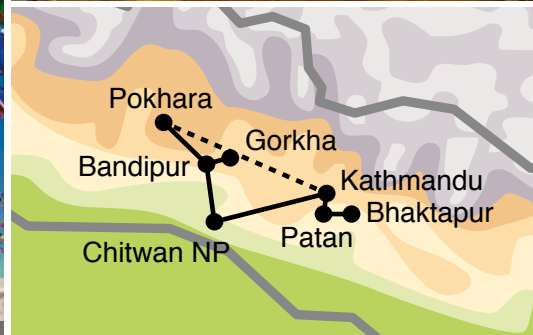 Pokhara
Gorkha
Bandipur
Kathmandu
Bhaktapur
Patan
Chitwan NP